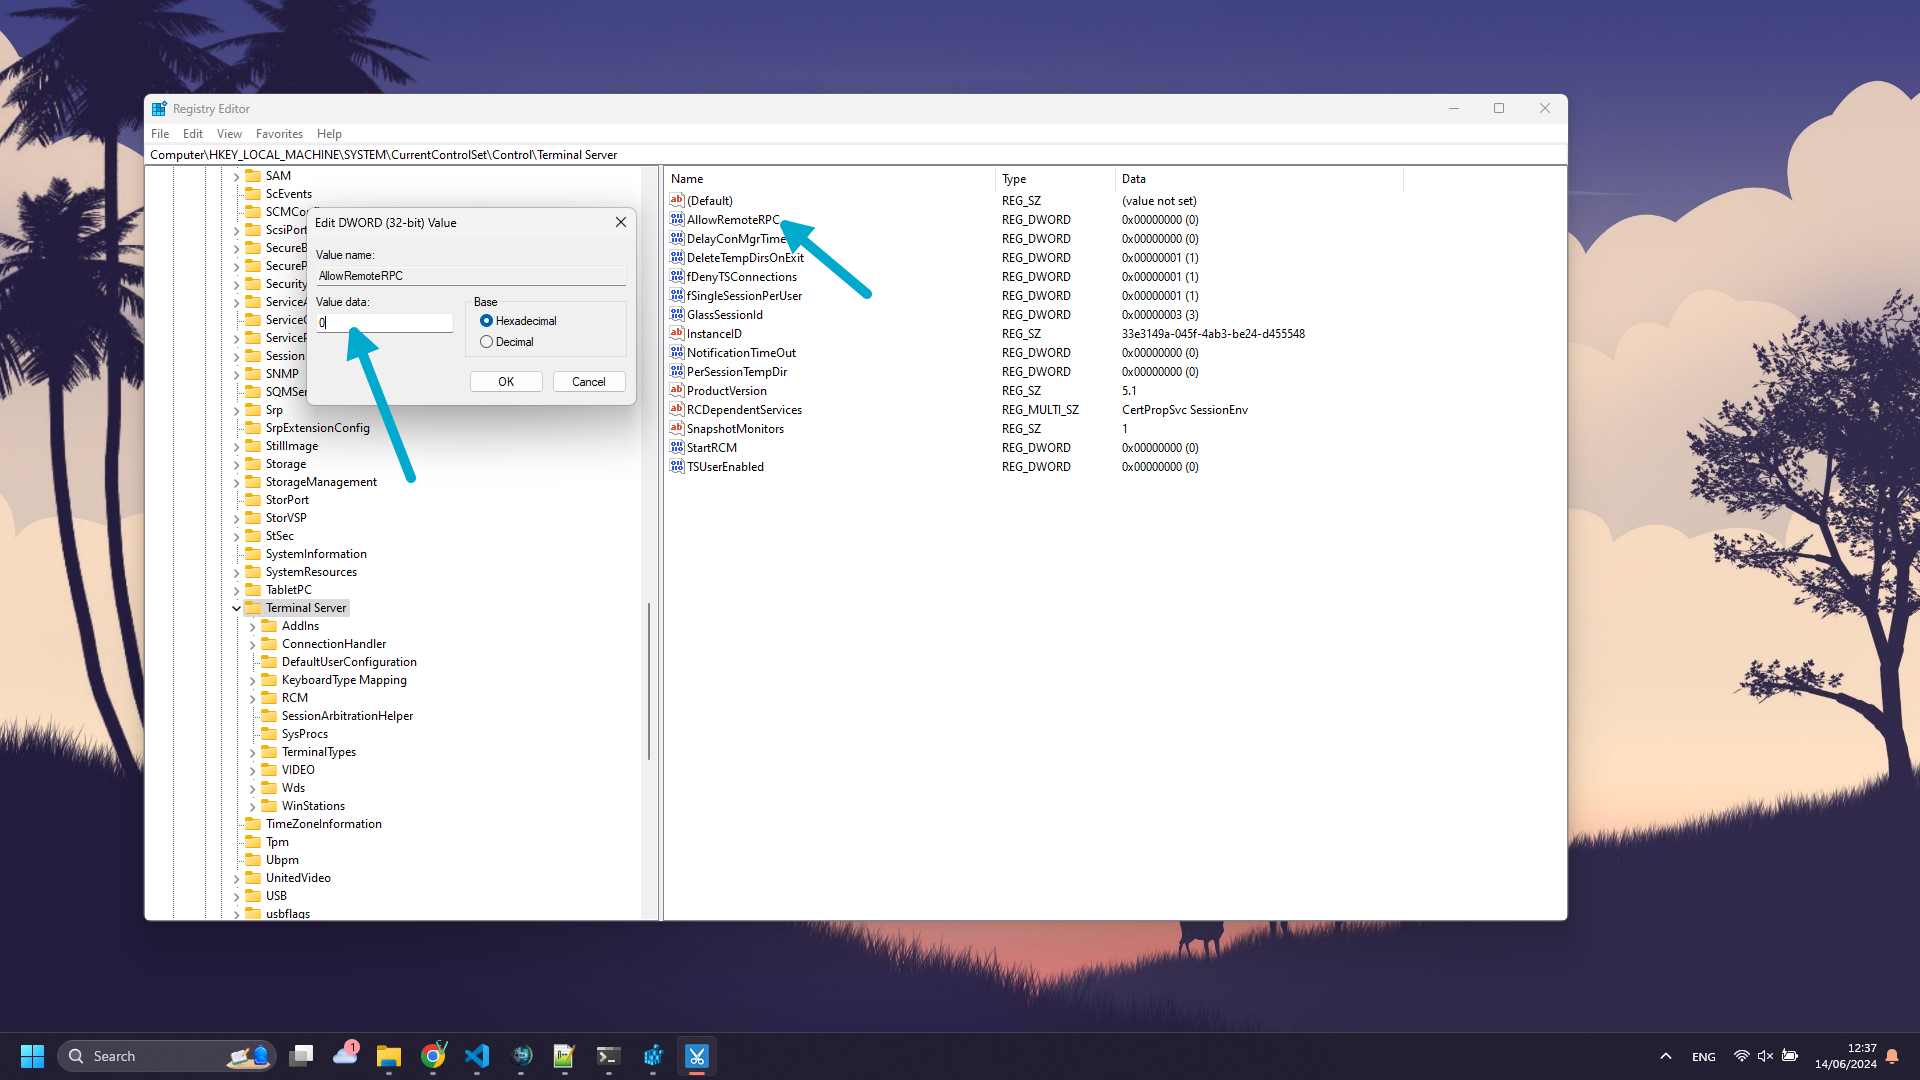 Registry Editor
File Edit View Favorites Help
Computer\HKEY_LOCAL_MACHINE\SYSTEM\CurrentControlSet\Control\Terminal Server
SAM
ScEvents
SCMCo
ScsiPort
SecureB
SecureP
Security
ServiceA
Service
Service
Session
SNMP
SQMSer
Srp
SrpExtensionConfig
StillImage
Storage
StorageManagement
StorPort
StorVSP
StSec
SystemInformation
SystemResources
TabletPC
Terminal Server
AddIns
ConnectionHandler
DefaultUserConfiguration
KeyboardType Mapping
RCM
SessionArbitrationHelper
SysProcs
TerminalTypes
VIDEO
Wds
WinStations
TimeZoneInformation
Tpm
Ubpm
UnitedVideo
USB
usbflags
Edit DWORD (32-bit) Value
Value name:
AllowRemoteRPC
Value data:
0
Base
Hexadecimal
Decimal
OK Cancel
Name Type Data
(Default) REG_SZ (value not set)
AllowRemoteRPC REG_DWORD 0x00000000 (0)
DelayConMgrTime REG_DWORD 0x00000000 (0)
DeleteTempDirsOnExit REG_DWORD 0x00000001 (1)
fDenyTSConnections REG_DWORD 0x00000001 (1)
fSingleSessionPerUser REG_DWORD 0x00000001 (1)
GlassSessionId REG_DWORD 0x00000003 (3)
InstanceID REG_SZ 33e3149a-045f-4ab3-be24-d455548
NotificationTimeOut REG_DWORD 0x00000000 (0)
PerSessionTempDir REG_DWORD 0x00000000 (0)
ProductVersion REG_SZ 5.1
RCDependentServices REG_MULTI_SZ CertPropSvc SessionEnv
SnapshotMonitors REG_SZ 1
StartRCM REG_DWORD 0x00000000 (0)
TSUserEnabled REG_DWORD 0x00000000 (0)
Search
1
ENG
12:37
14/06/2024